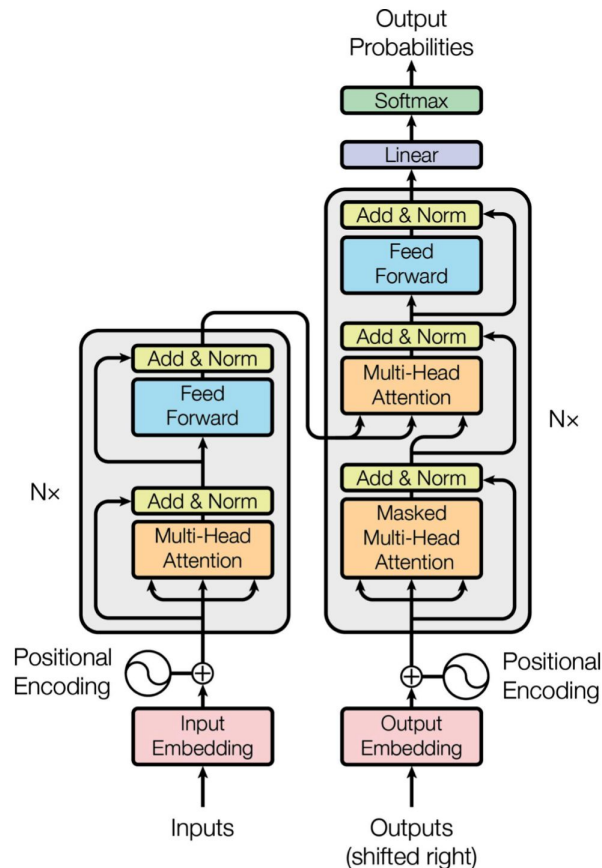 Output
Probabilities
Softmax
Linear
Add & Norm
Feed
Forward
Add & Norm
Multi-Head
Attention
Add & Norm
Masked
Multi-Head
Attention
Nx
Add & Norm
Feed
Forward
Add & Norm
Multi-Head
Attention
Nx
Positional
Encoding
Positional
Encoding
Input
Embedding
Output
Embedding
Inputs
Outputs
(shifted right)